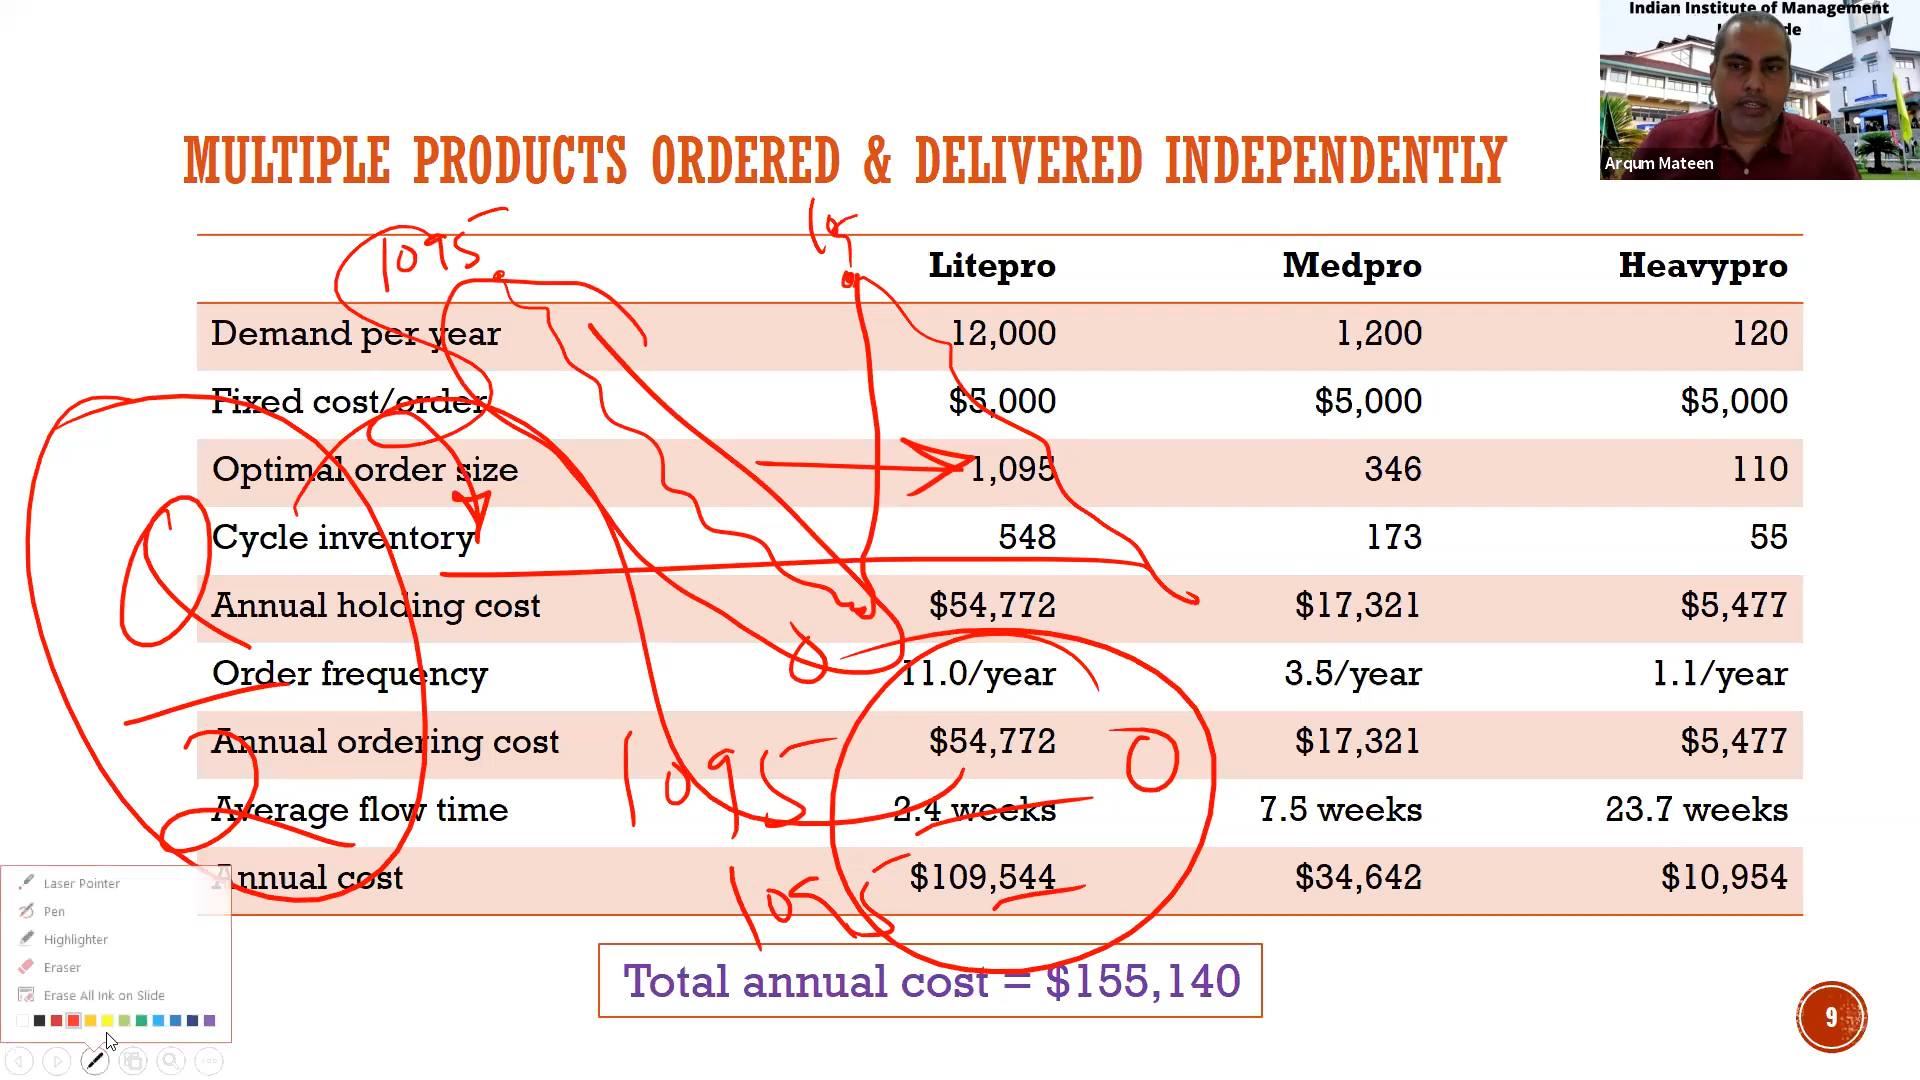 Indian Institute of Management
de
Arqum Mateen
MULTIPLE PRODUCTS ORDERED & DELIVERED INDEPENDENTLY
1095
Litepro Medpro Heavypro
Demand per year 12,000 1,200 120
Fixed cost/order $5,000 $5,000 $5,000
Optimal order size 1,095 346 110
Cycle inventory 548 173 55
Annual holding cost $54,772 $17,321 $5,477
Order frequency 11.0/year 3.5/year 1.1/year
Annual ordering cost $54,772 $17,321 $5,477
1095 0
Average flow time 2.4 weeks 7.5 weeks 23.7 weeks
Annual cost $109,544 $34,642 $10,954
Total annual cost = $155,140
Laser Pointer
Pen
Highlighter
Eraser
Erase All Ink on Slide
9